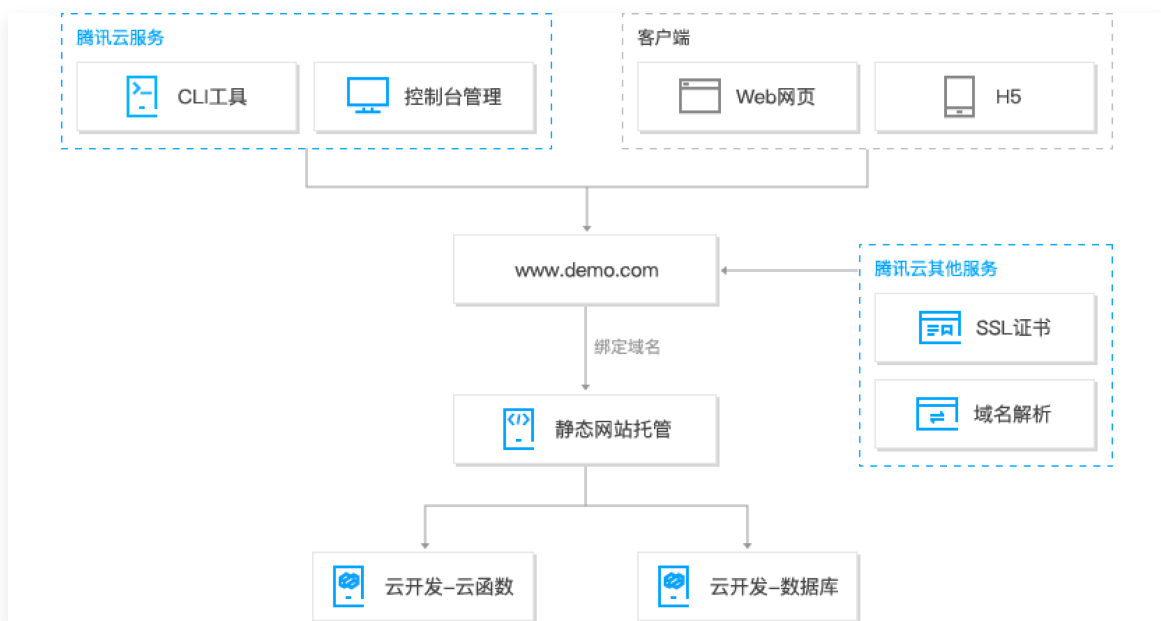 腾讯云服务
CLI工具
控制台管理
客户端
Web网页
H5
www.demo.com
腾讯云其他服务
SSL证书
域名解析
绑定域名
静态网站托管
云开发-云函数
云开发-数据库